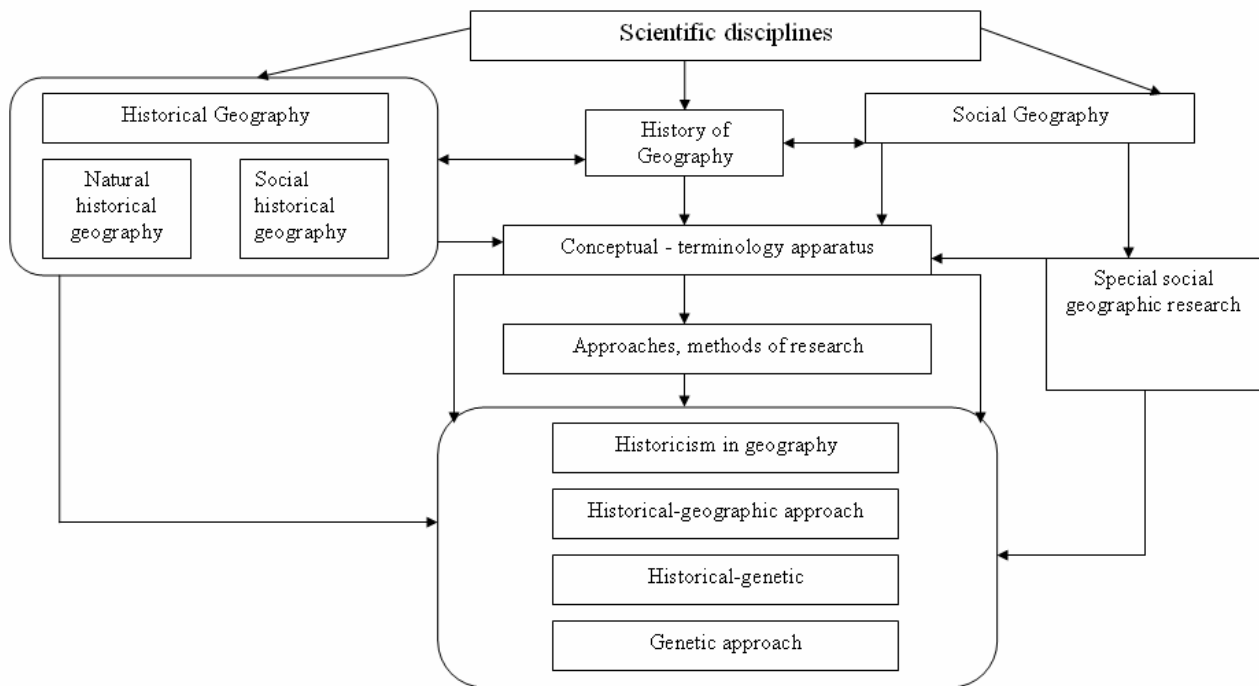 Scientific disciplines
Historical Geography
History of
Geography
Social Geography
Natural
historical
geography
Social
historical
geography
Conceptual - terminology apparatus
Special social
geographic research
Approaches, methods of research
Historicism in geography
Historical-geographic approach
Historical-genetic
Genetic approach